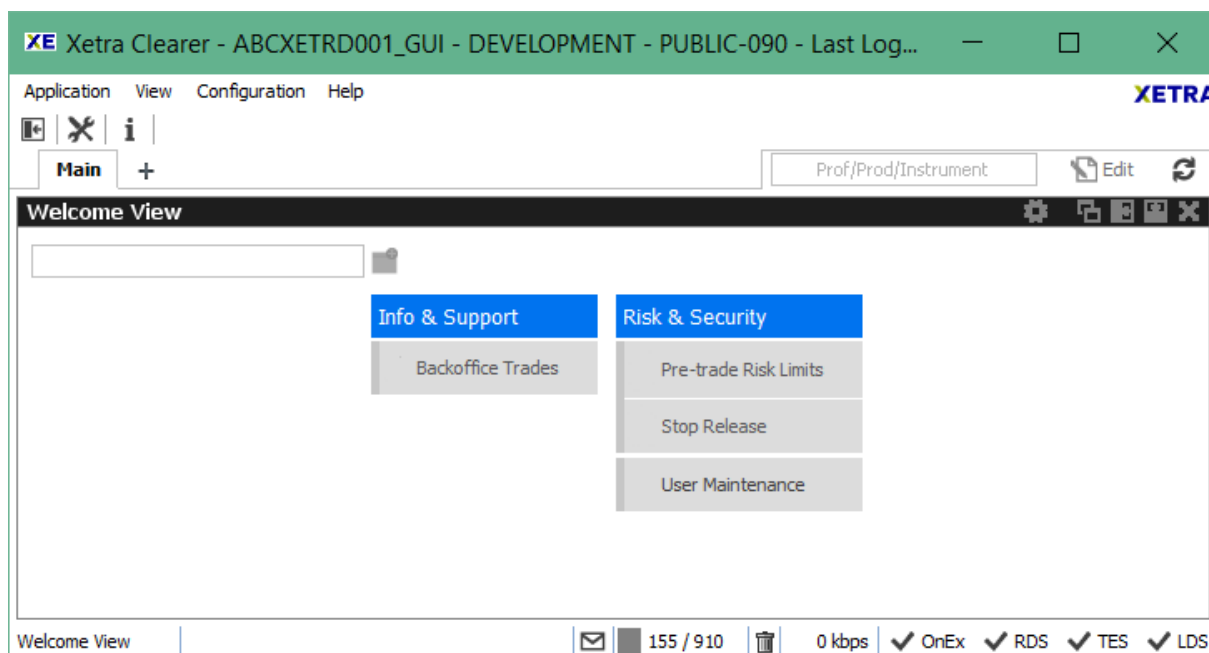 XE Xetra Clearer - ABCXETRD001_GUI - DEVELOPMENT - PUBLIC-090 - Last Log...
Application View Configuration Help
XETRA
Main + Prof/Prod/Instrument Edit
Welcome View
Info & Support Risk & Security
Backoffice Trades Pre-trade Risk Limits
Stop Release
User Maintenance
Welcome View 155 / 910 0 kbps OnEx RDS TES LDS